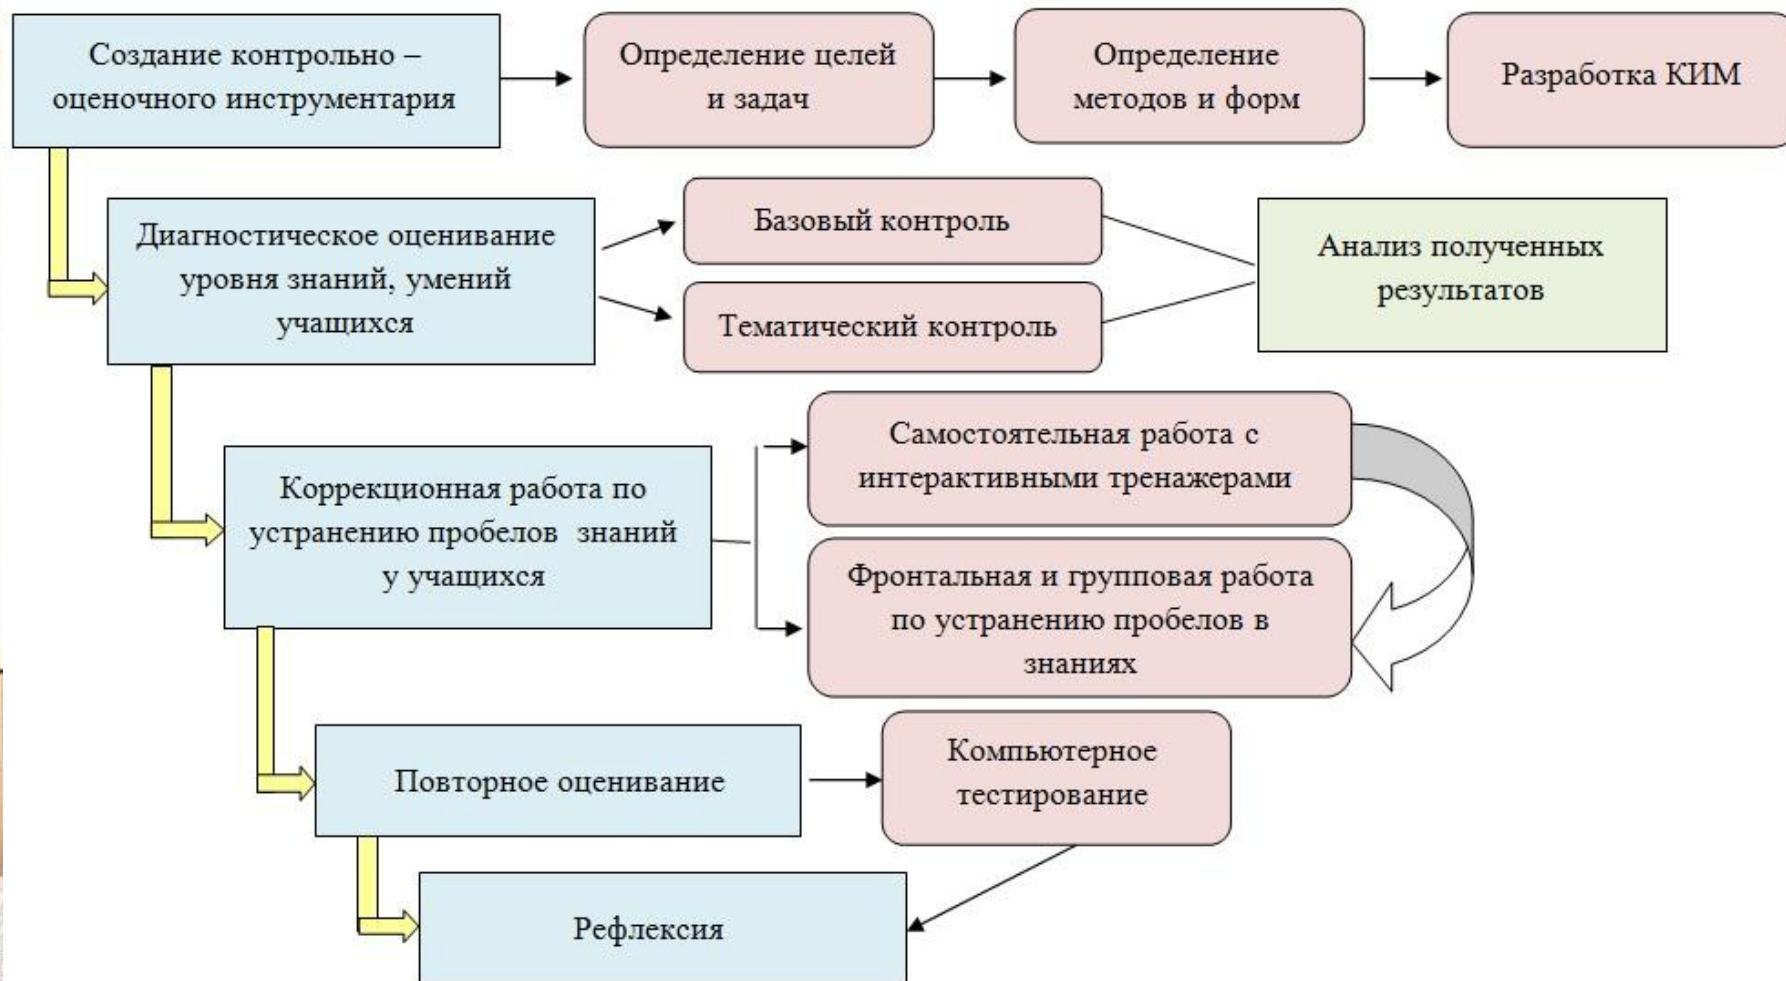 Создание контрольно –
оценочного инструментария
Определение целей
и задач
Определение
методов и форм
Разработка КИМ
Диагностическое оценивание
уровня знаний, умений
учащихся
Базовый контроль
Тематический контроль
Анализ полученных
результатов
Коррекционная работа по
устранению пробелов знаний
у учащихся
Самостоятельная работа с
интерактивными тренажерами
Фронтальная и групповая работа
по устранению пробелов в
знаниях
Повторное оценивание
Компьютерное
тестирование
Рефлексия